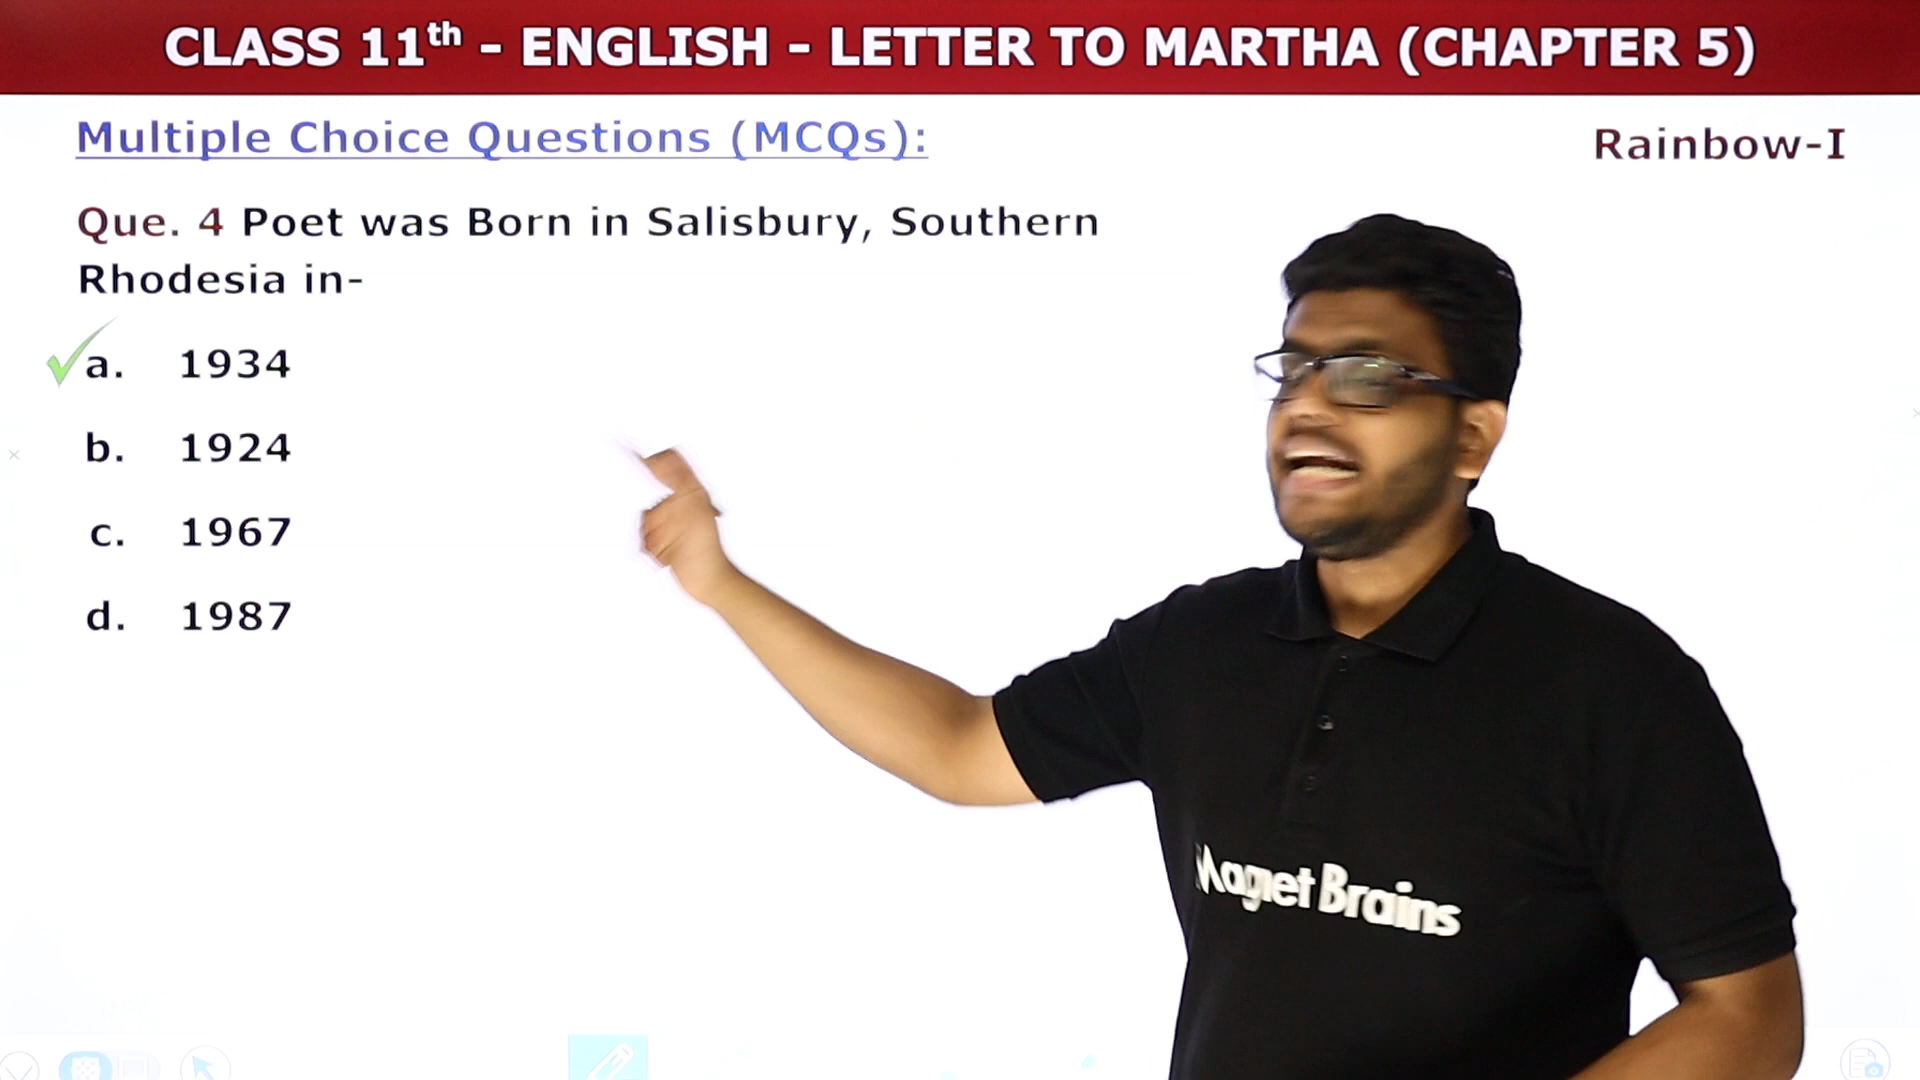 CLASS 11th - ENGLISH - LETTER TO MARTHA (CHAPTER 5)
Multiple Choice Questions (MCQs):
Rainbow-I
Que. 4 Poet was Born in Salisbury, Southern
Rhodesia in-
a. 1934
b. 1924
c. 1967
d. 1987
Magnet Brains